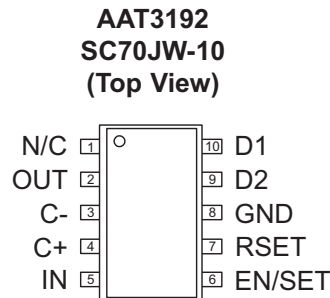 AAT3192
SC70JW-10
(Top View)
N/C 1 10 D1
OUT 2 9 D2
C- 3 8 GND
C+ 4 7 RSET
IN 5 6 EN/SET